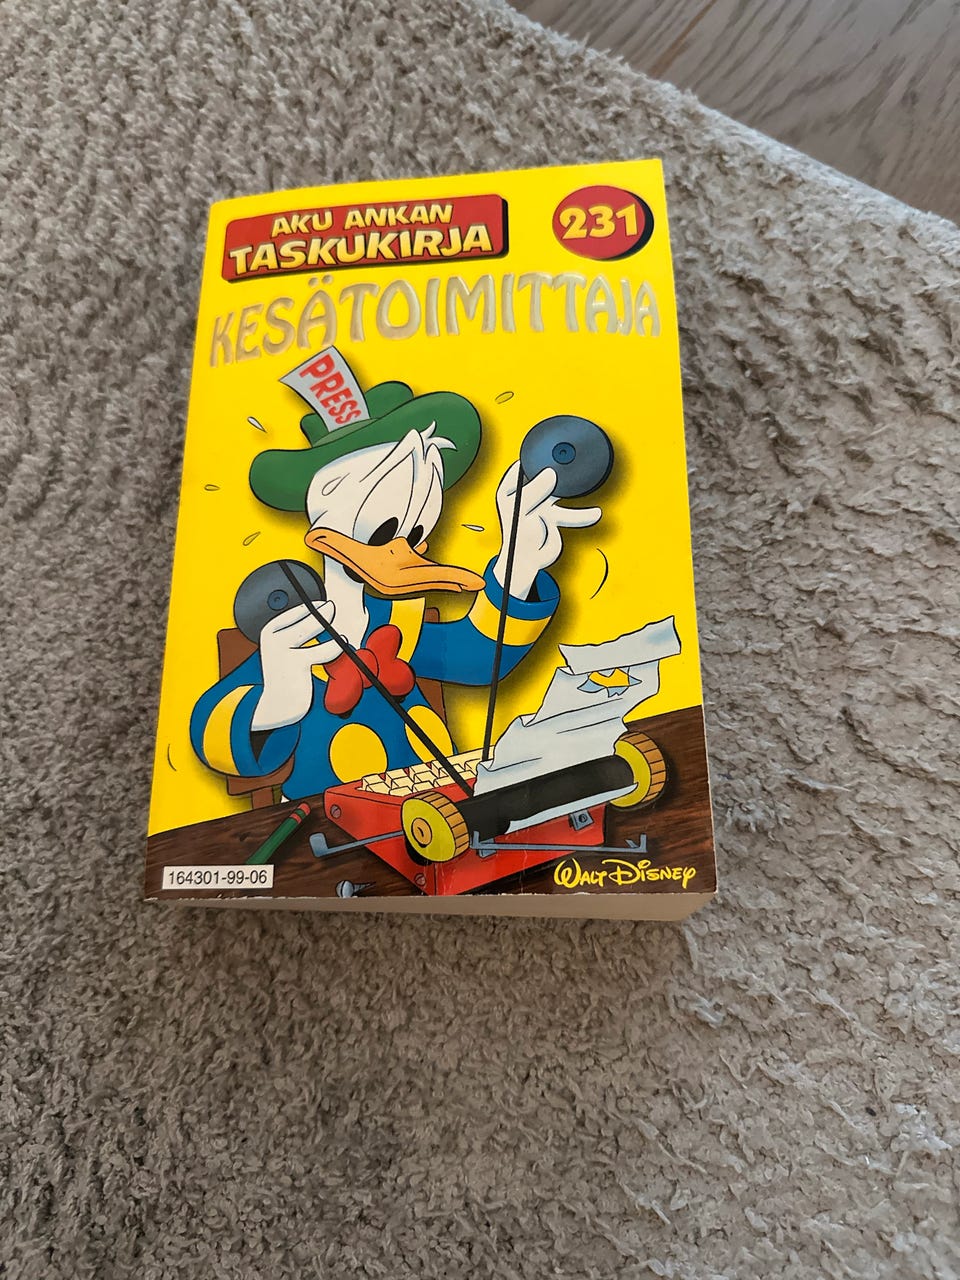 AKU ANKAN
TASKUKIRJA
231
KESÄTOIMITTAJA
PRESS
164301-99-06
WALT DISNEY